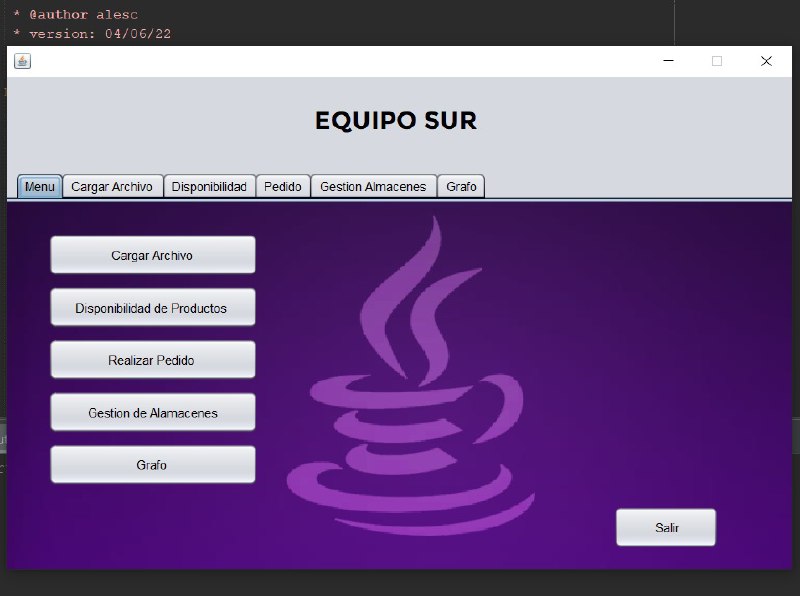 * @author alesc
* version: 04/06/22
EQUIPO SUR
Menu Cargar Archivo Disponibilidad Pedido Gestion Almacenes Grafo
Cargar Archivo
Disponibilidad de Productos
Realizar Pedido
Gestion de Alamacenes
Grafo
Salir